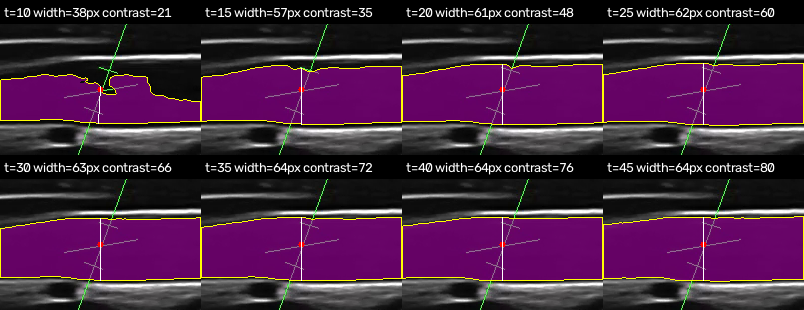 t=10 width=38px contrast=21
t=15 width=57px contrast=35
t=20 width=61px contrast=48
t=25 width=62px contrast=60
t=30 width=63px contrast=66
t=35 width=64px contrast=72
t=40 width=64px contrast=76
t=45 width=64px contrast=80